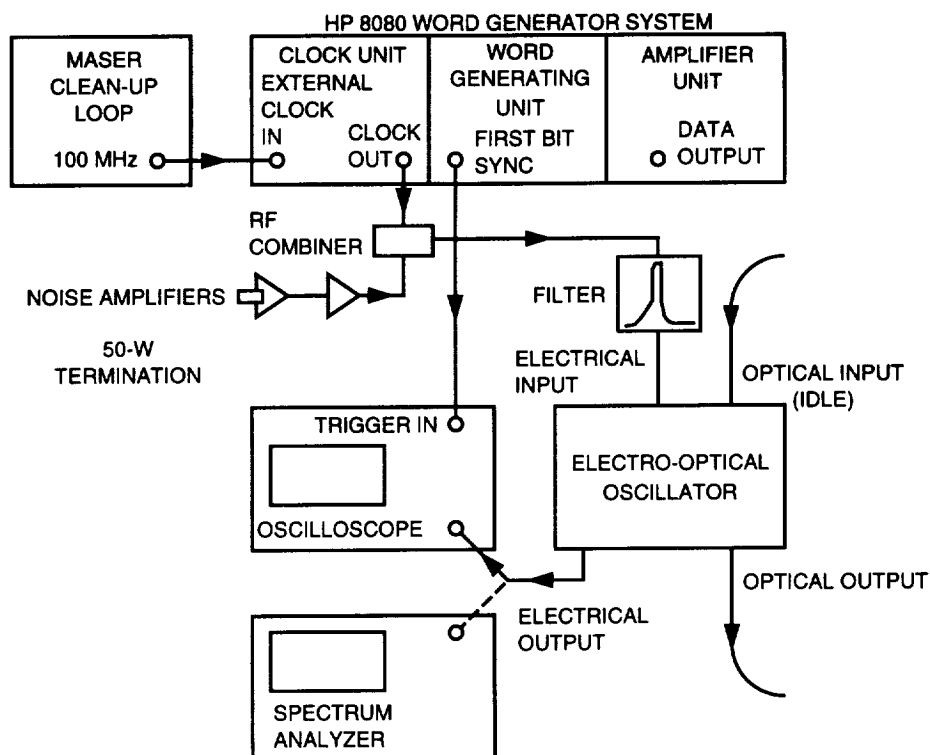 HP 8080 WORD GENERATOR SYSTEM
MASER
CLEAN-UP
LOOP
100 MHz
CLOCK UNIT
EXTERNAL
CLOCK
IN
CLOCK
OUT
WORD
GENERATING
UNIT
FIRST BIT
SYNC
AMPLIFIER
UNIT
DATA
OUTPUT
RF
COMBINER
NOISE AMPLIFIERS
50-W
TERMINATION
FILTER
ELECTRICAL
INPUT
OPTICAL INPUT
(IDLE)
TRIGGER IN
OSCILLOSCOPE
ELECTRO-OPTICAL
OSCILLATOR
OPTICAL OUTPUT
ELECTRICAL
OUTPUT
SPECTRUM
ANALYZER